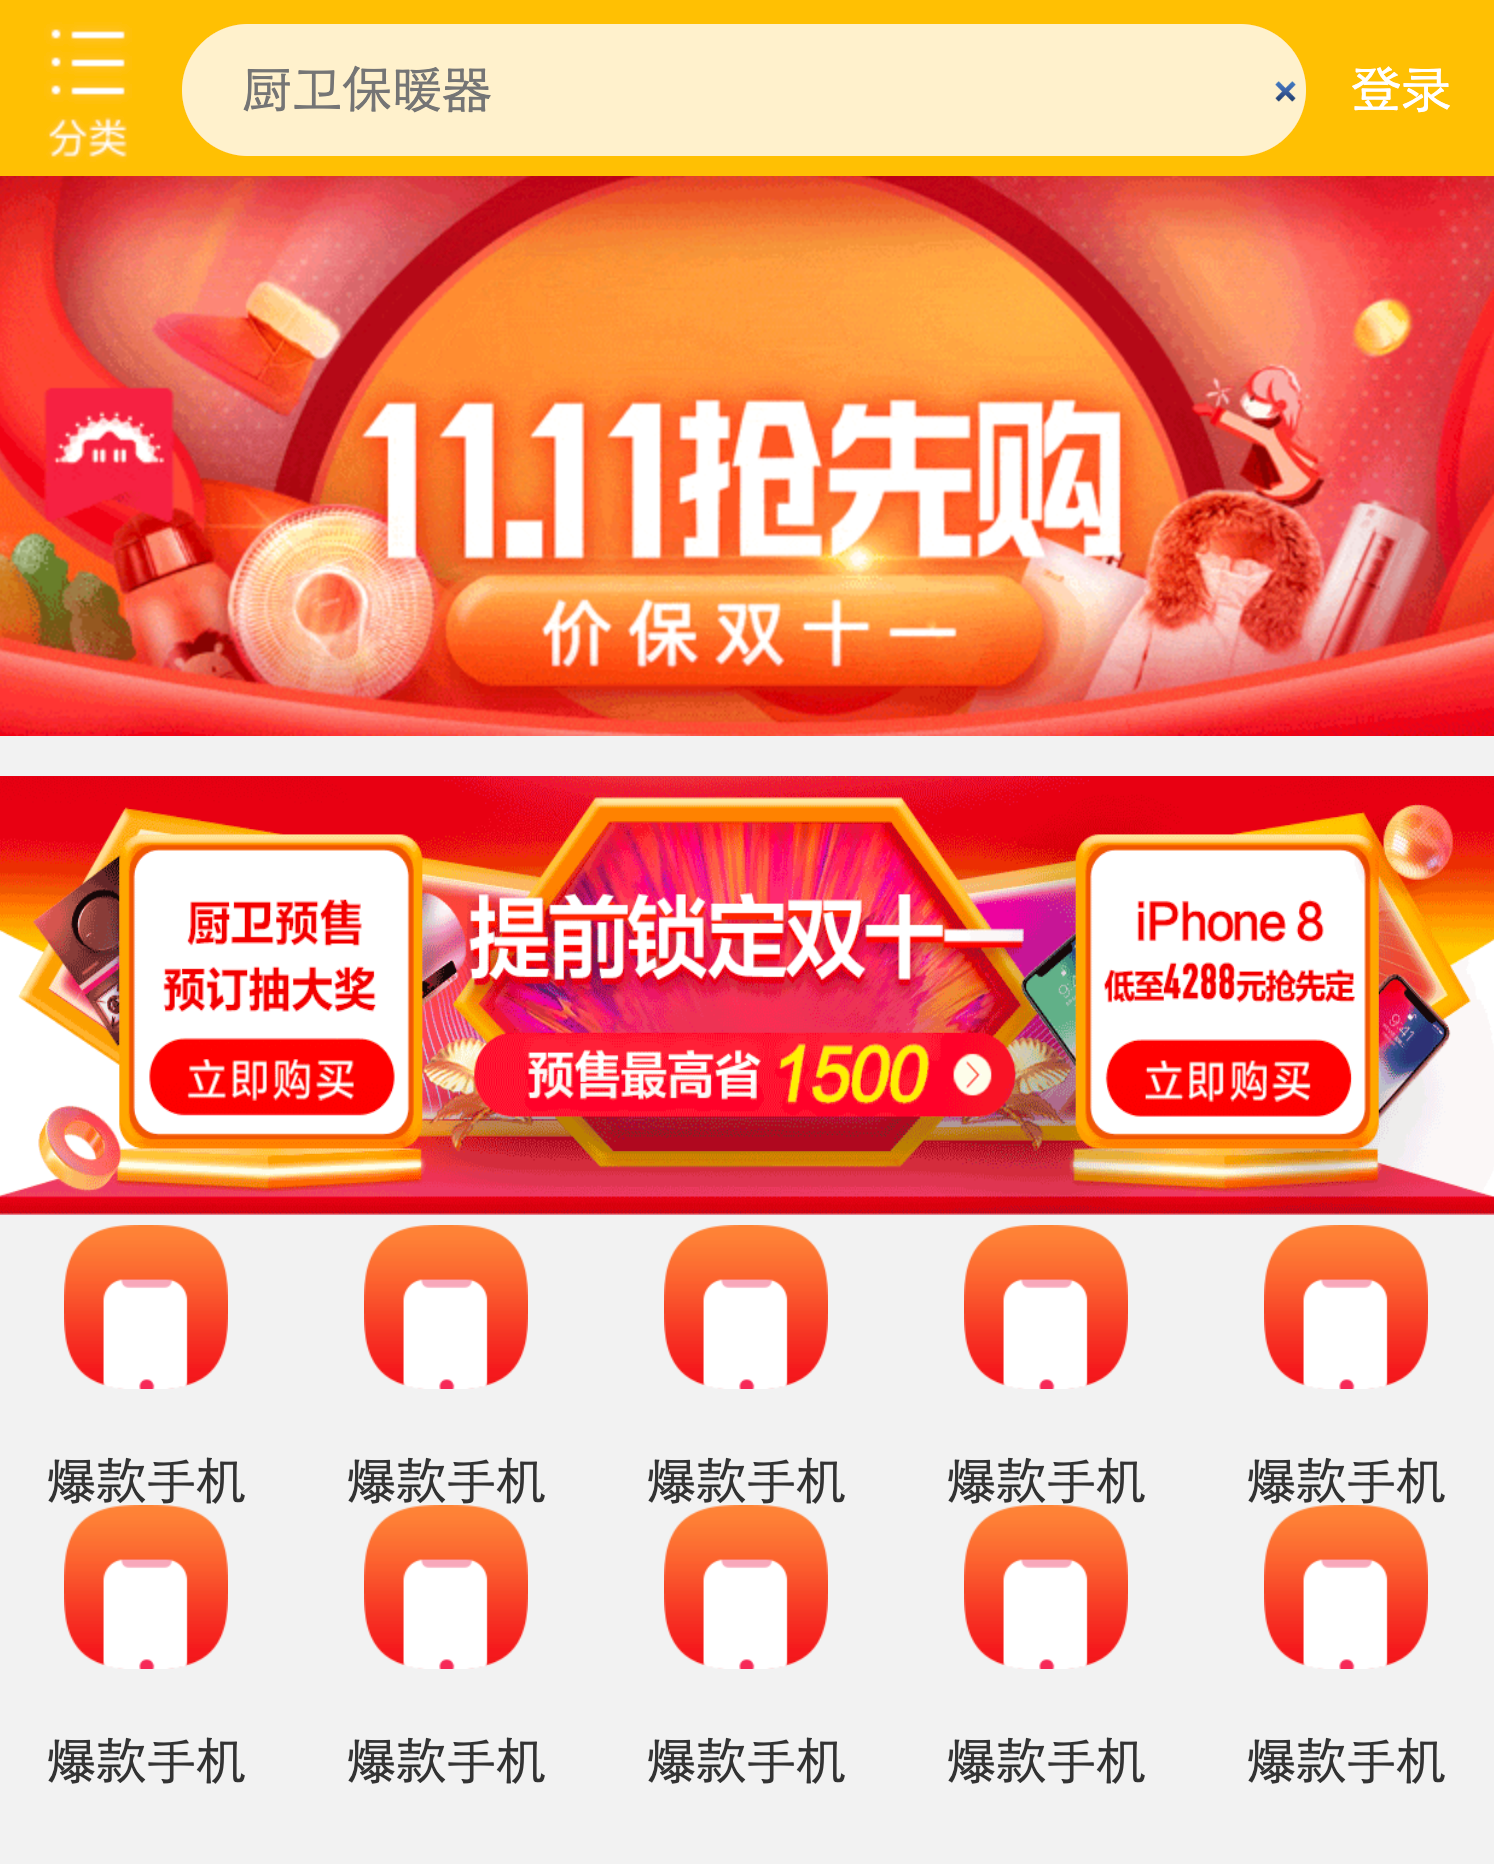 分类
厨卫保暖器
×
登录
11.11抢先购
价保双十一
厨卫预售
预订抽大奖
立即购买
提前锁定双十一
预售最高省 1500
iPhone 8
低至4288元抢先定
立即购买
9:41
爆款手机 爆款手机 爆款手机 爆款手机 爆款手机
爆款手机 爆款手机 爆款手机 爆款手机 爆款手机